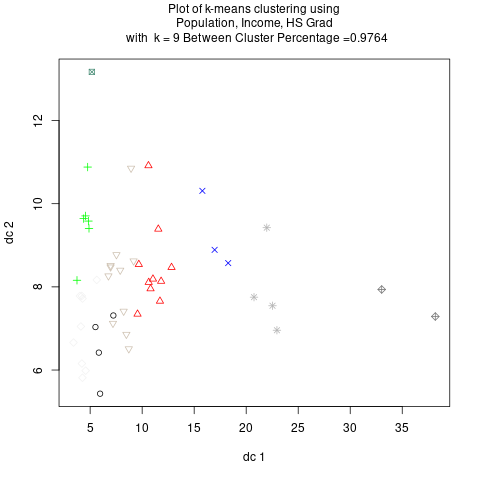 Plot of k-means clustering using
Population, Income, HS Grad
with k = 9 Between Cluster Percentage =0.9764
dc 2
12
10
8
6
5
10
15
20
25
30
35
dc 1